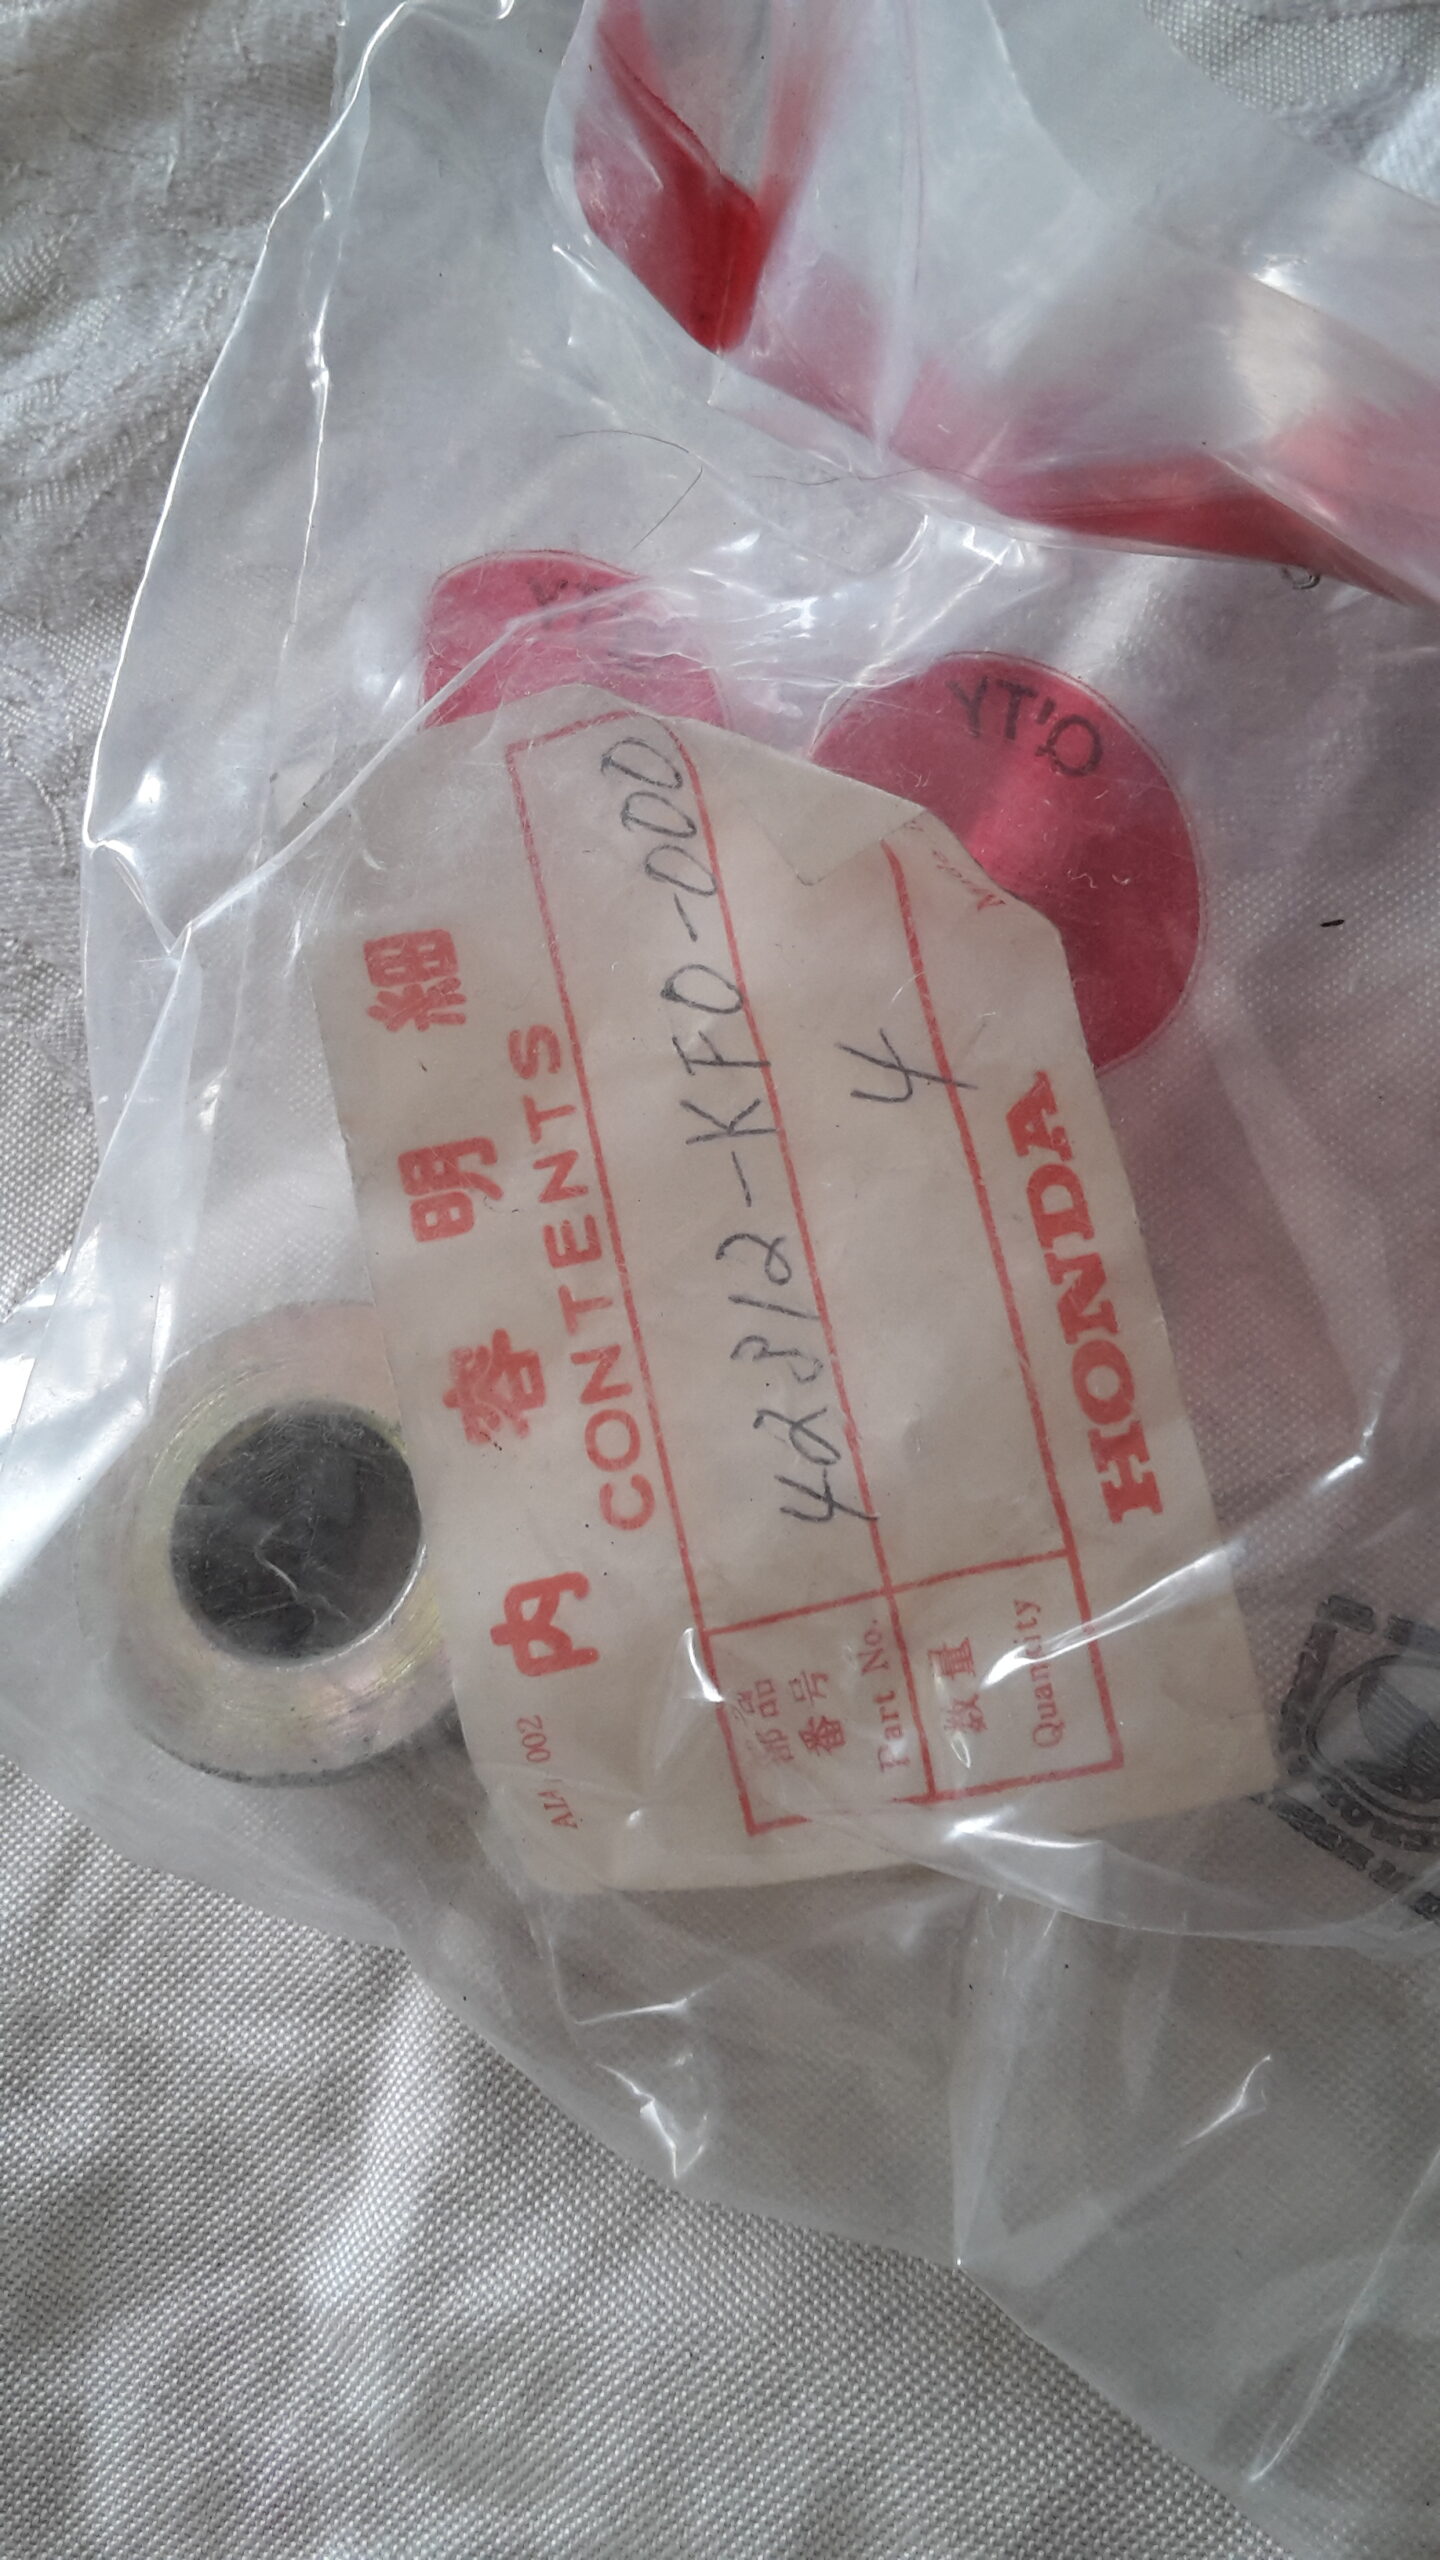 内容明細
CONTENTS
部品
番号
Part No.
42312-KF0-000
数量
Quantity
4
HONDA
Q'TY